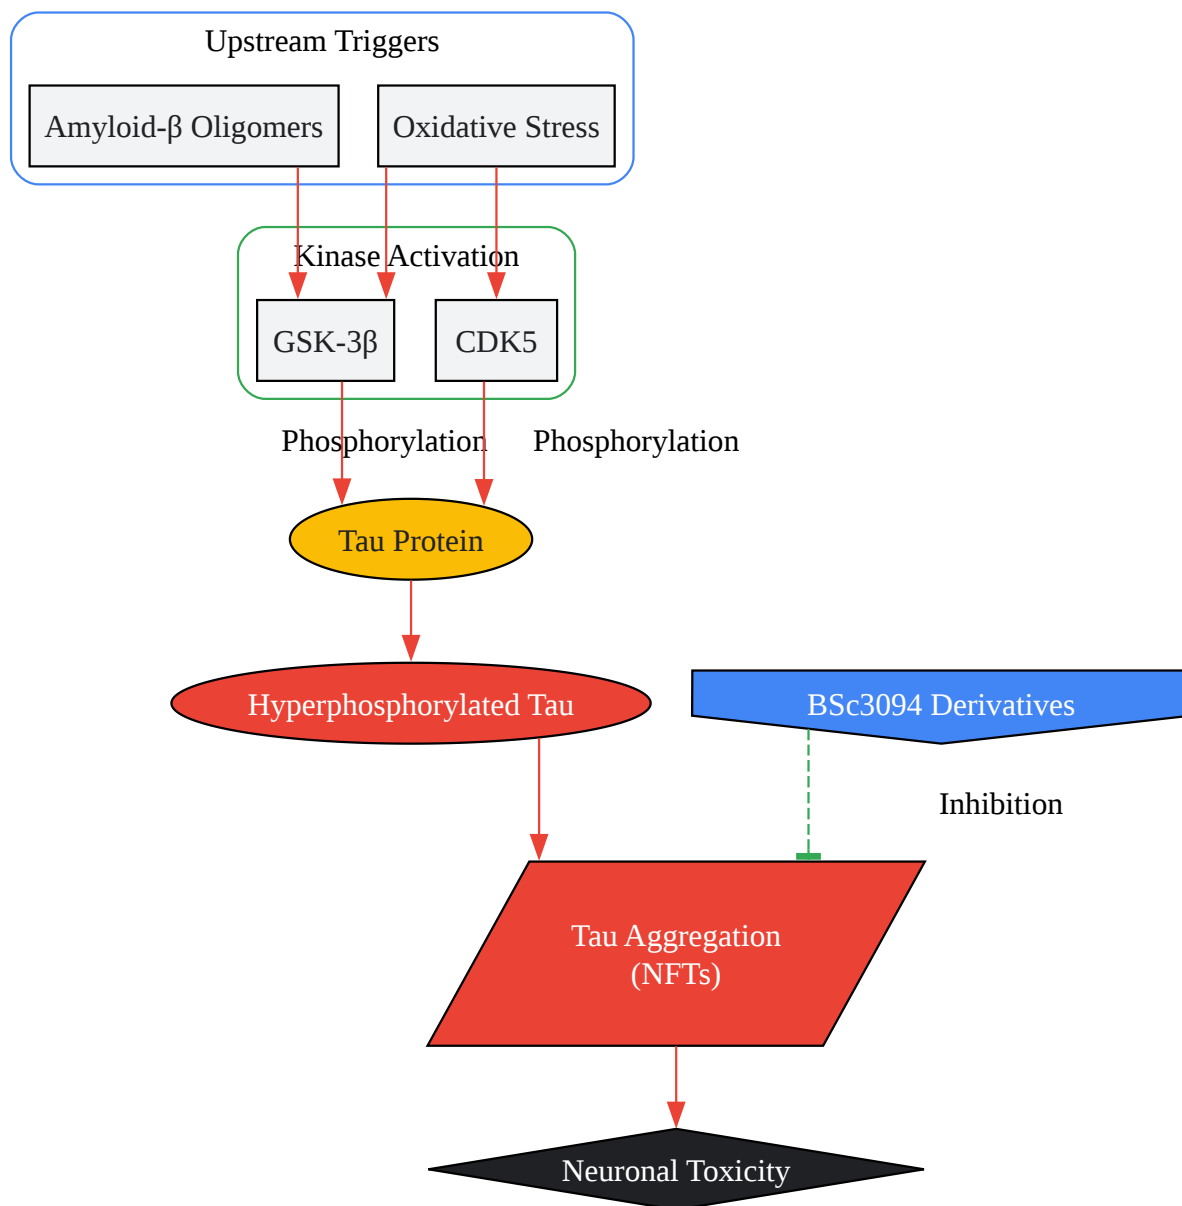 Upstream Triggers
Amyloid-β Oligomers
Oxidative Stress
Kinase Activation
GSK-3β
CDK5
Phosphorylation
Phosphorylation
Tau Protein
Hyperphosphorylated Tau
BSc3094 Derivatives
Inhibition
Tau Aggregation
(NFTs)
Neuronal Toxicity